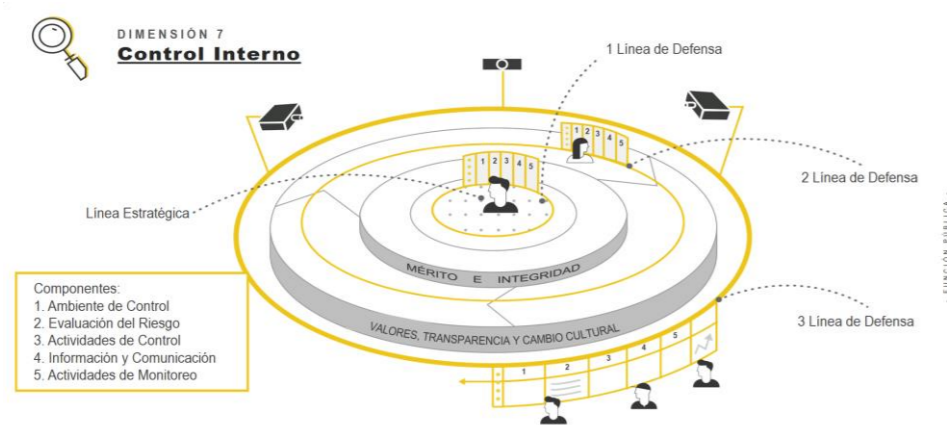 DIMENSIÓN 7
Control Interno
1 Línea de Defensa
1 2 3 4 5
1 2 3 4 5
2 Línea de Defensa
Línea Estratégica
MÉRITO E INTEGRIDAD
VALORES, TRANSPARENCIA Y CAMBIO CULTURAL
3 Línea de Defensa
1 2 3 4 5
Componentes:
1. Ambiente de Control
2. Evaluación del Riesgo
3. Actividades de Control
4. Información y Comunicación
5. Actividades de Monitoreo
- FUNCIÓN PÚBLICA -